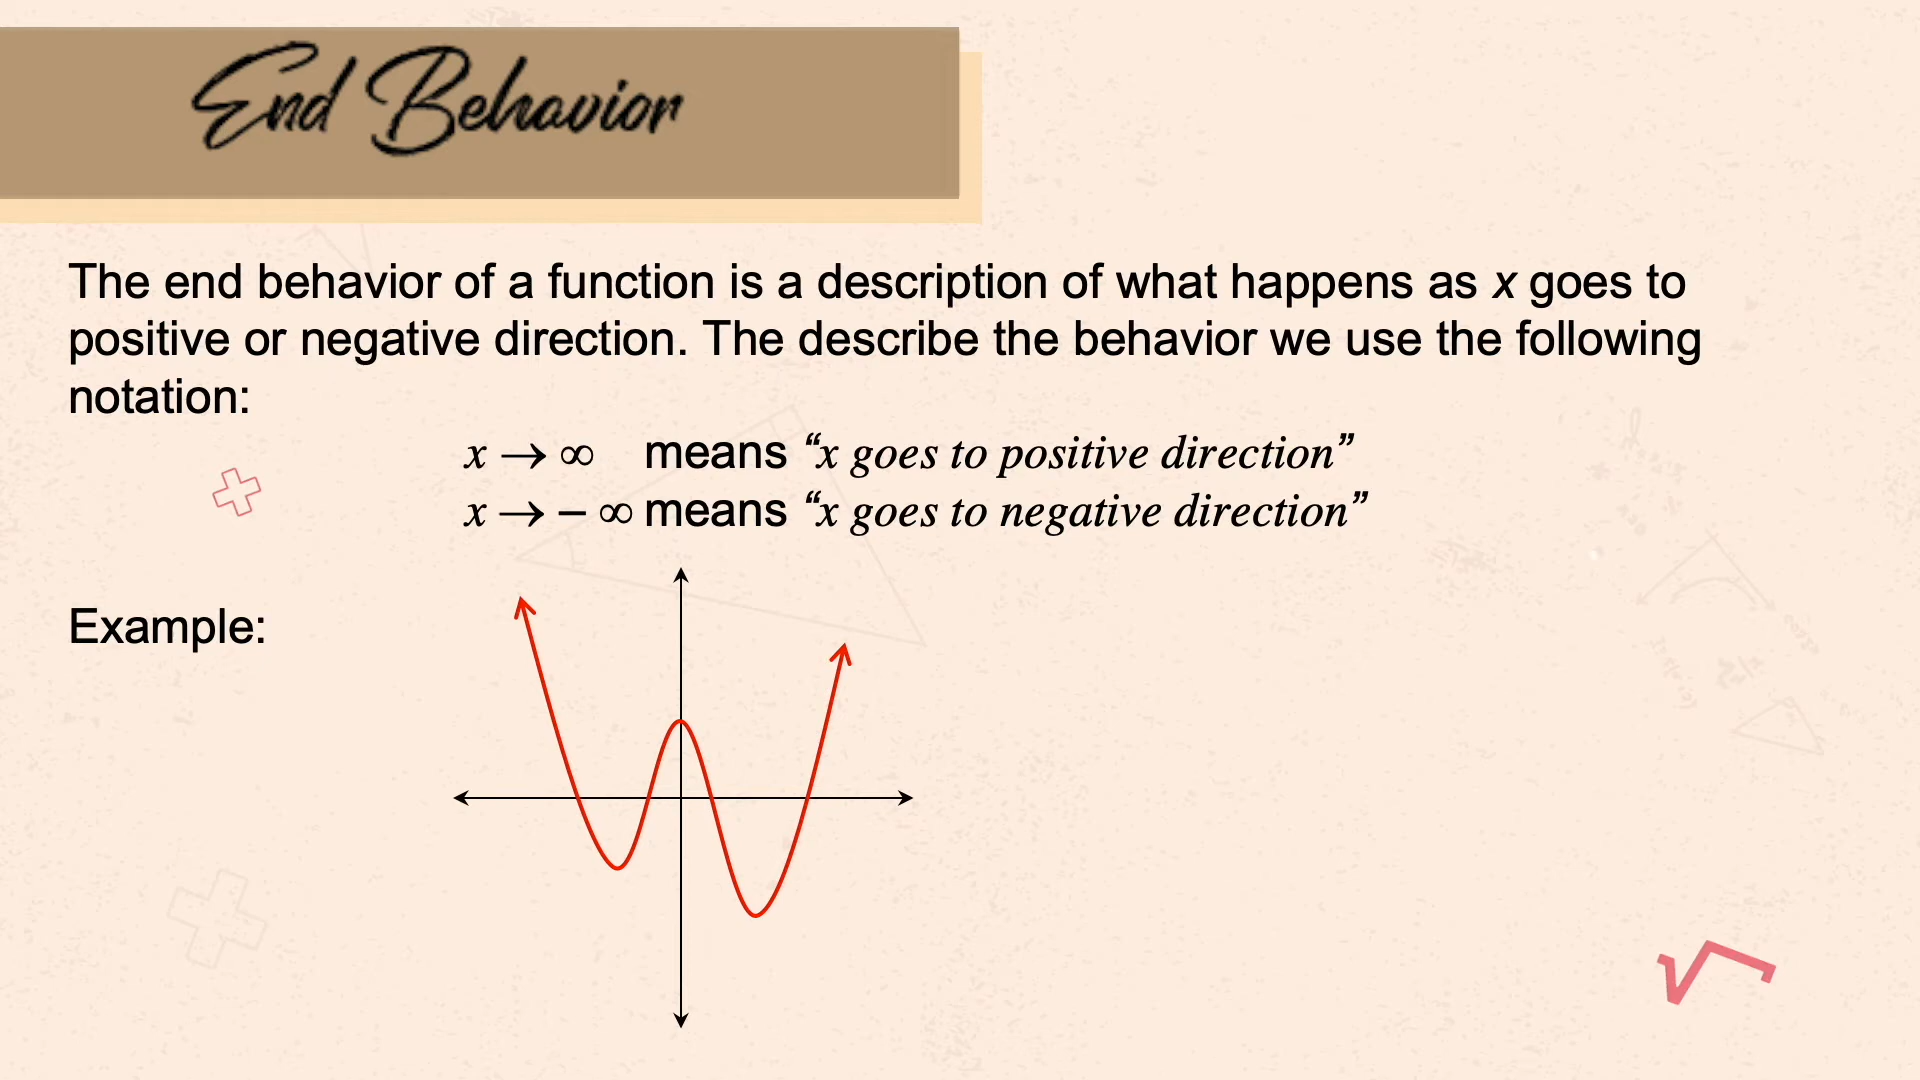 End Behavior
The end behavior of a function is a description of what happens as x goes to
positive or negative direction. The describe the behavior we use the following
notation:
x → ∞ means “x goes to positive direction”
x → – ∞ means “x goes to negative direction”
Example: